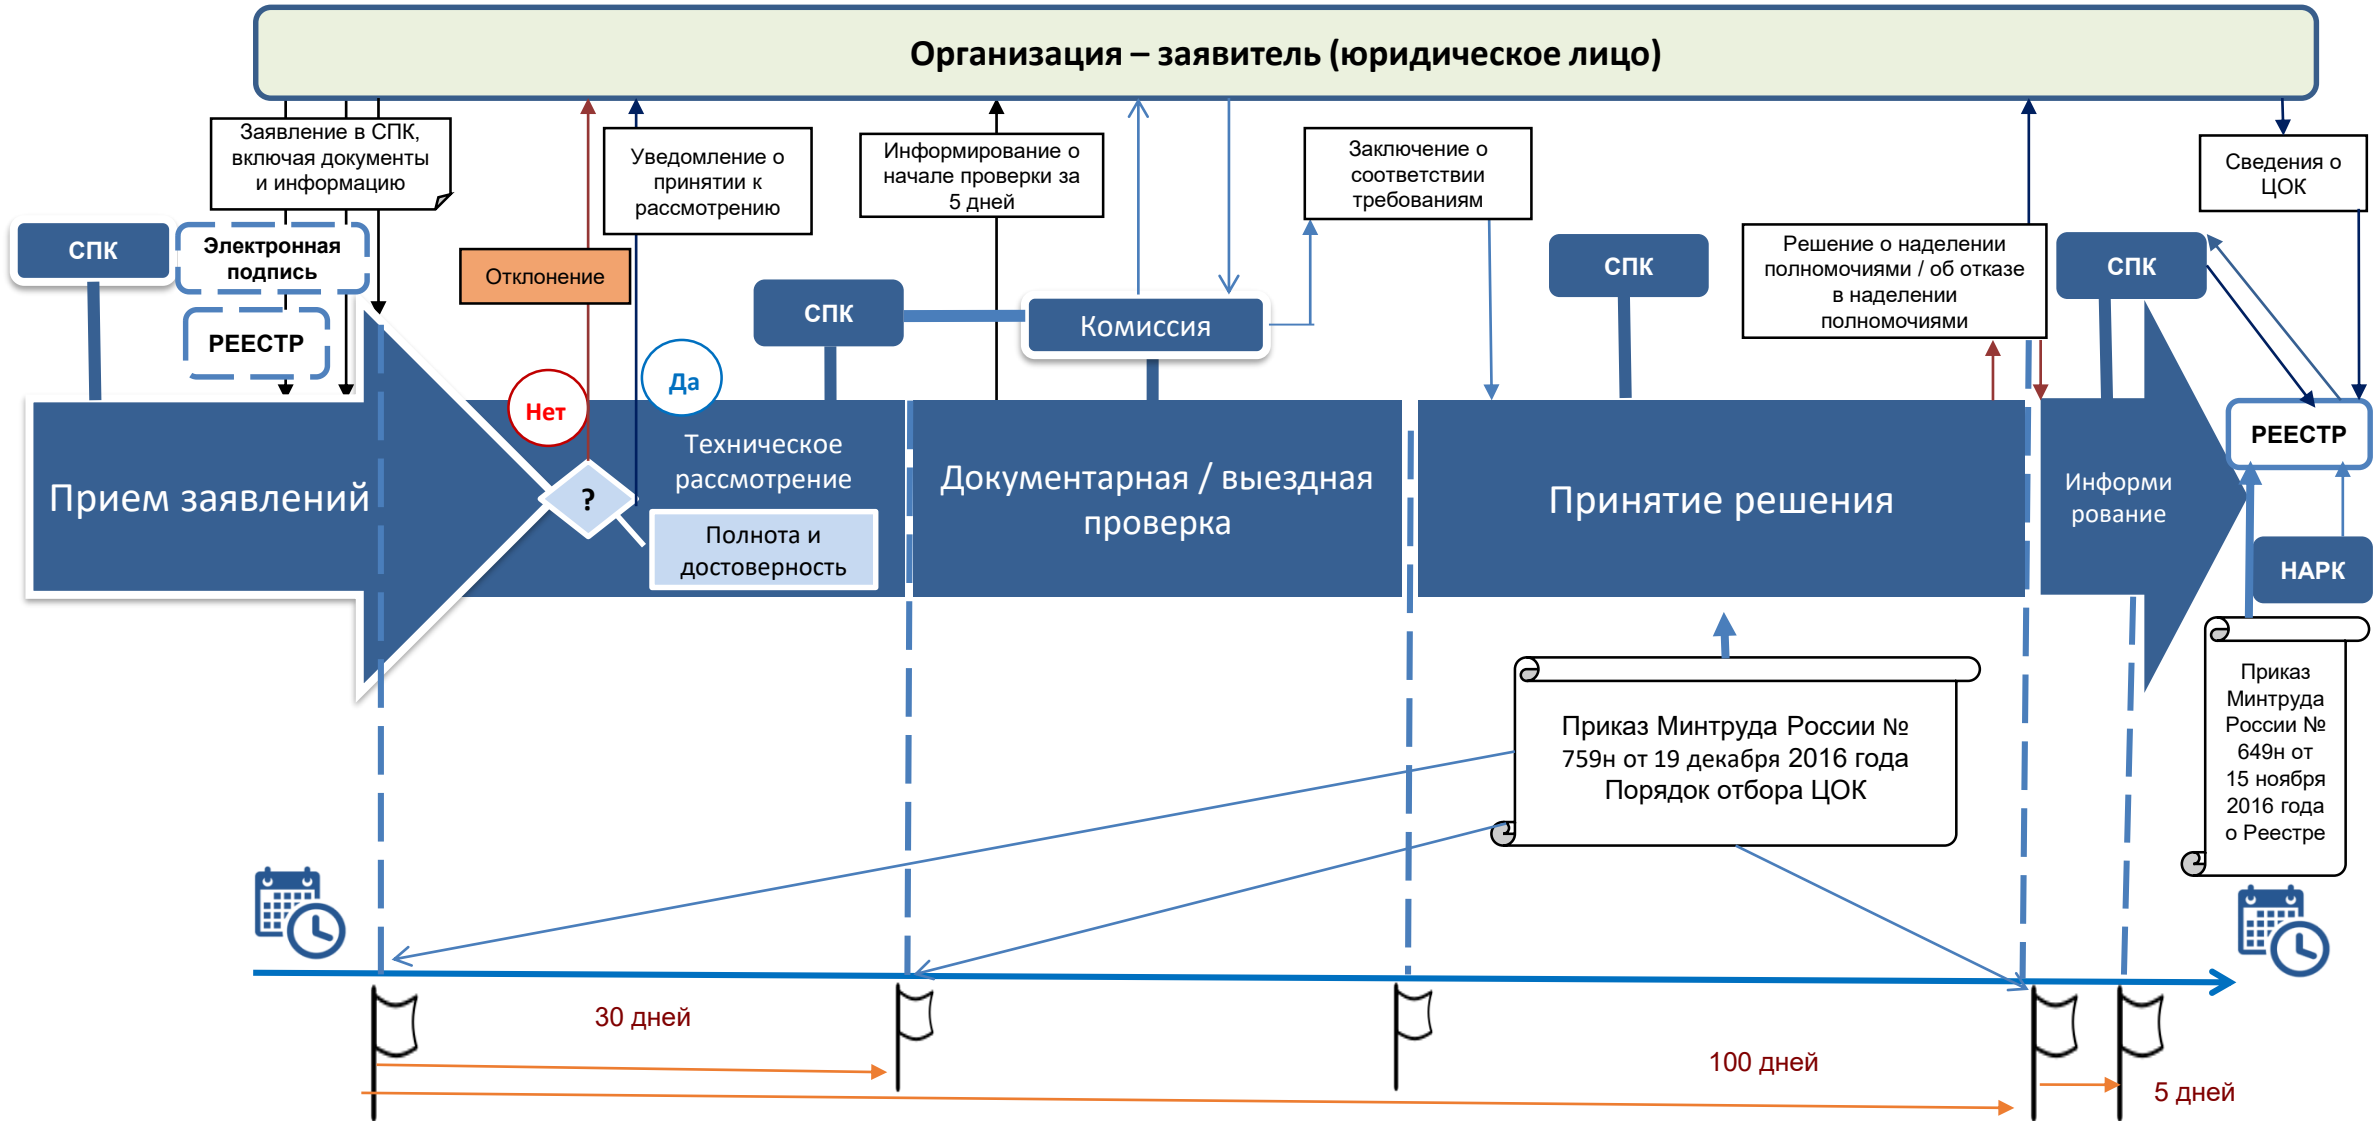 Организация – заявитель (юридическое лицо)
Заявление в СПК,
включая документы
и информацию
Уведомление о
принятии к
рассмотрению
Информирование о
начале проверки за
5 дней
Заключение о
соответствии
требованиям
Решение о наделении
полномочиями / об отказе
в наделении
полномочиями
Сведения о
ЦОК
СПК
Электронная
подпись
РЕЕСТР
Отклонение
СПК
Комиссия
СПК
СПК
РЕЕСТР
НАРК
Нет
Да
Прием заявлений
?
Техническое
рассмотрение
Полнота и
достоверность
Документарная / выездная
проверка
Принятие решения
Информи
рование
Приказ Минтруда России №
759н от 19 декабря 2016 года
Порядок отбора ЦОК
Приказ
Минтруда
России №
649н от
15 ноября
2016 года
о Реестре
30 дней
100 дней
5 дней